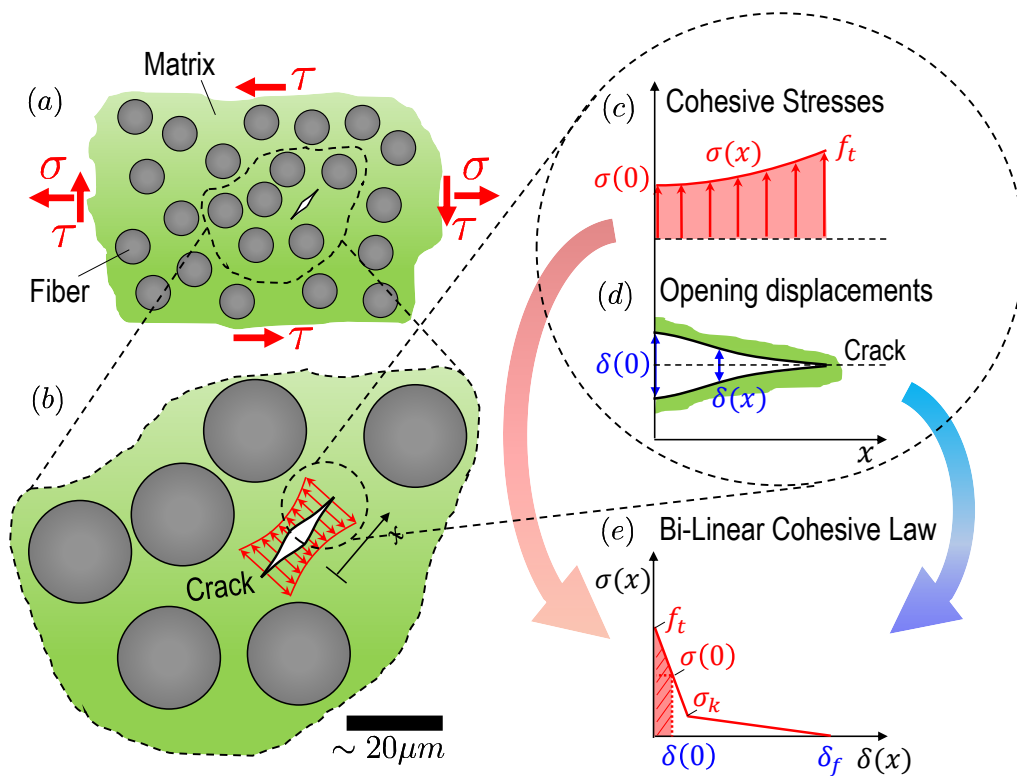 Matrix
(a)
τ
σ
τ
σ
τ
Fiber
τ
(b)
Crack
x
~ 20μm
(c)
Cohesive Stresses
σ(0)
σ(x)
f_t
(d)
Opening displacements
δ(0)
δ(x)
Crack
x
(e)
Bi-Linear Cohesive Law
σ(x)
f_t
σ(0)
σ_k
δ(0)
δ_f
δ(x)